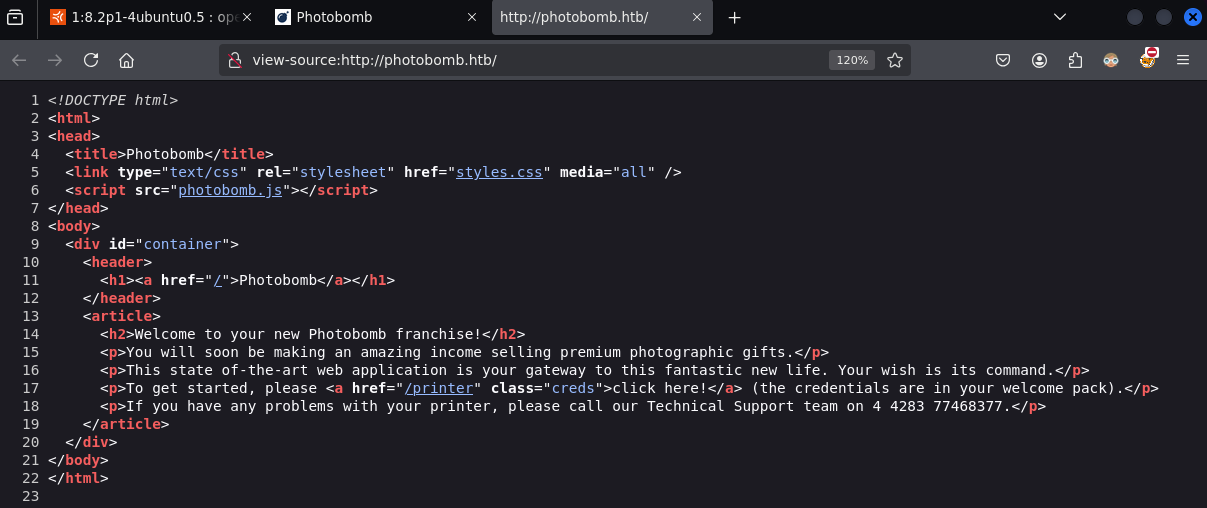 1:8.2p1-4ubuntu0.5 : ope
Photobomb
http://photobomb.htb/
view-source:http://photobomb.htb/
120%
1 <!DOCTYPE html>
2 <html>
3 <head>
4   <title>Photobomb</title>
5   <link type="text/css" rel="stylesheet" href="styles.css" media="all" />
6   <script src="photobomb.js"></script>
7 </head>
8 <body>
9   <div id="container">
10     <header>
11       <h1><a href="/">Photobomb</a></h1>
12     </header>
13     <article>
14       <h2>Welcome to your new Photobomb franchise!</h2>
15       <p>You will soon be making an amazing income selling premium photographic gifts.</p>
16       <p>This state of-the-art web application is your gateway to this fantastic new life. Your wish is its command.</p>
17       <p>To get started, please <a href="/printer" class="creds">click here!</a> (the credentials are in your welcome pack).</p>
18       <p>If you have any problems with your printer, please call our Technical Support team on 4 4283 77468377.</p>
19     </article>
20   </div>
21 </body>
22 </html>
23